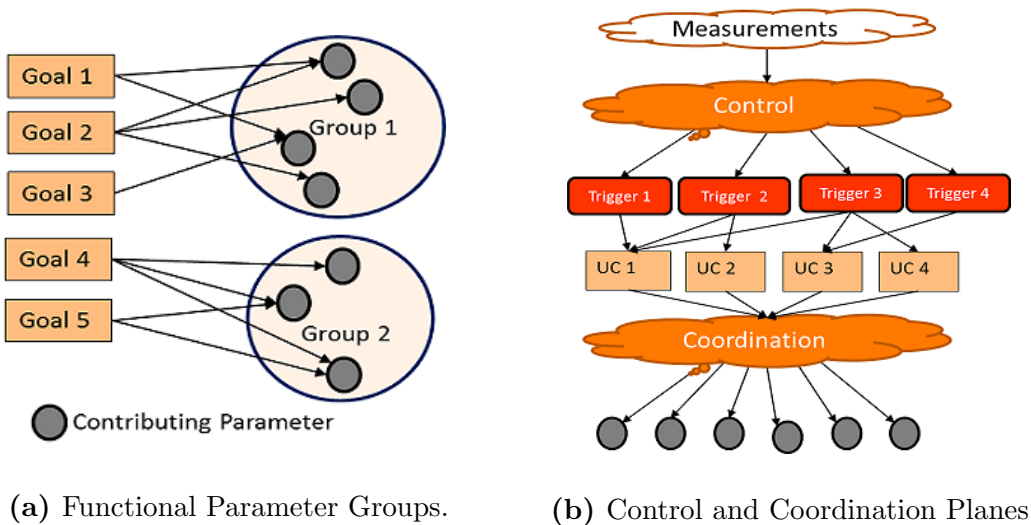 Goal 1
Goal 2
Goal 3
Group 1
Goal 4
Goal 5
Group 2
Contributing Parameter
(a) Functional Parameter Groups.
Measurements
Control
Trigger 1
Trigger 2
Trigger 3
Trigger 4
UC 1
UC 2
UC 3
UC 4
Coordination
(b) Control and Coordination Planes